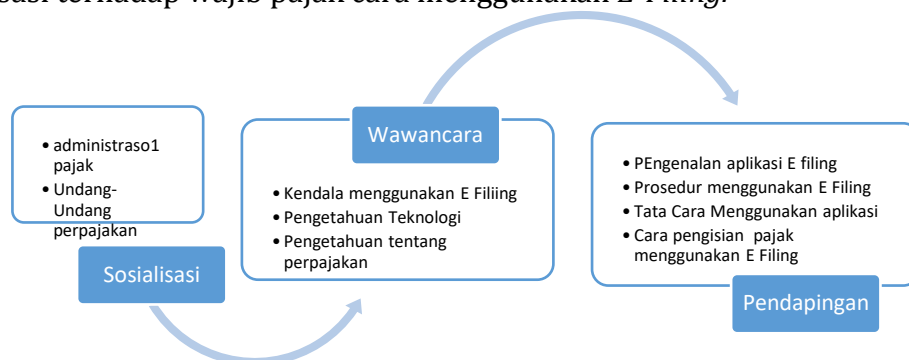 sasi terhadap wajib pajak cara menggunakan E-Filing.
• administraso1
pajak
• Undang-
Undang
perpajakan
Sosialisasi
Wawancara
• Kendala menggunakan E Filiing
• Pengetahuan Teknologi
• Pengetahuan tentang
perpajakan
• PEngenalan aplikasi E filing
• Prosedur menggunakan E Filing
• Tata Cara Menggunakan aplikasi
• Cara pengisian  pajak
menggunakan E Filing
Pendapingan